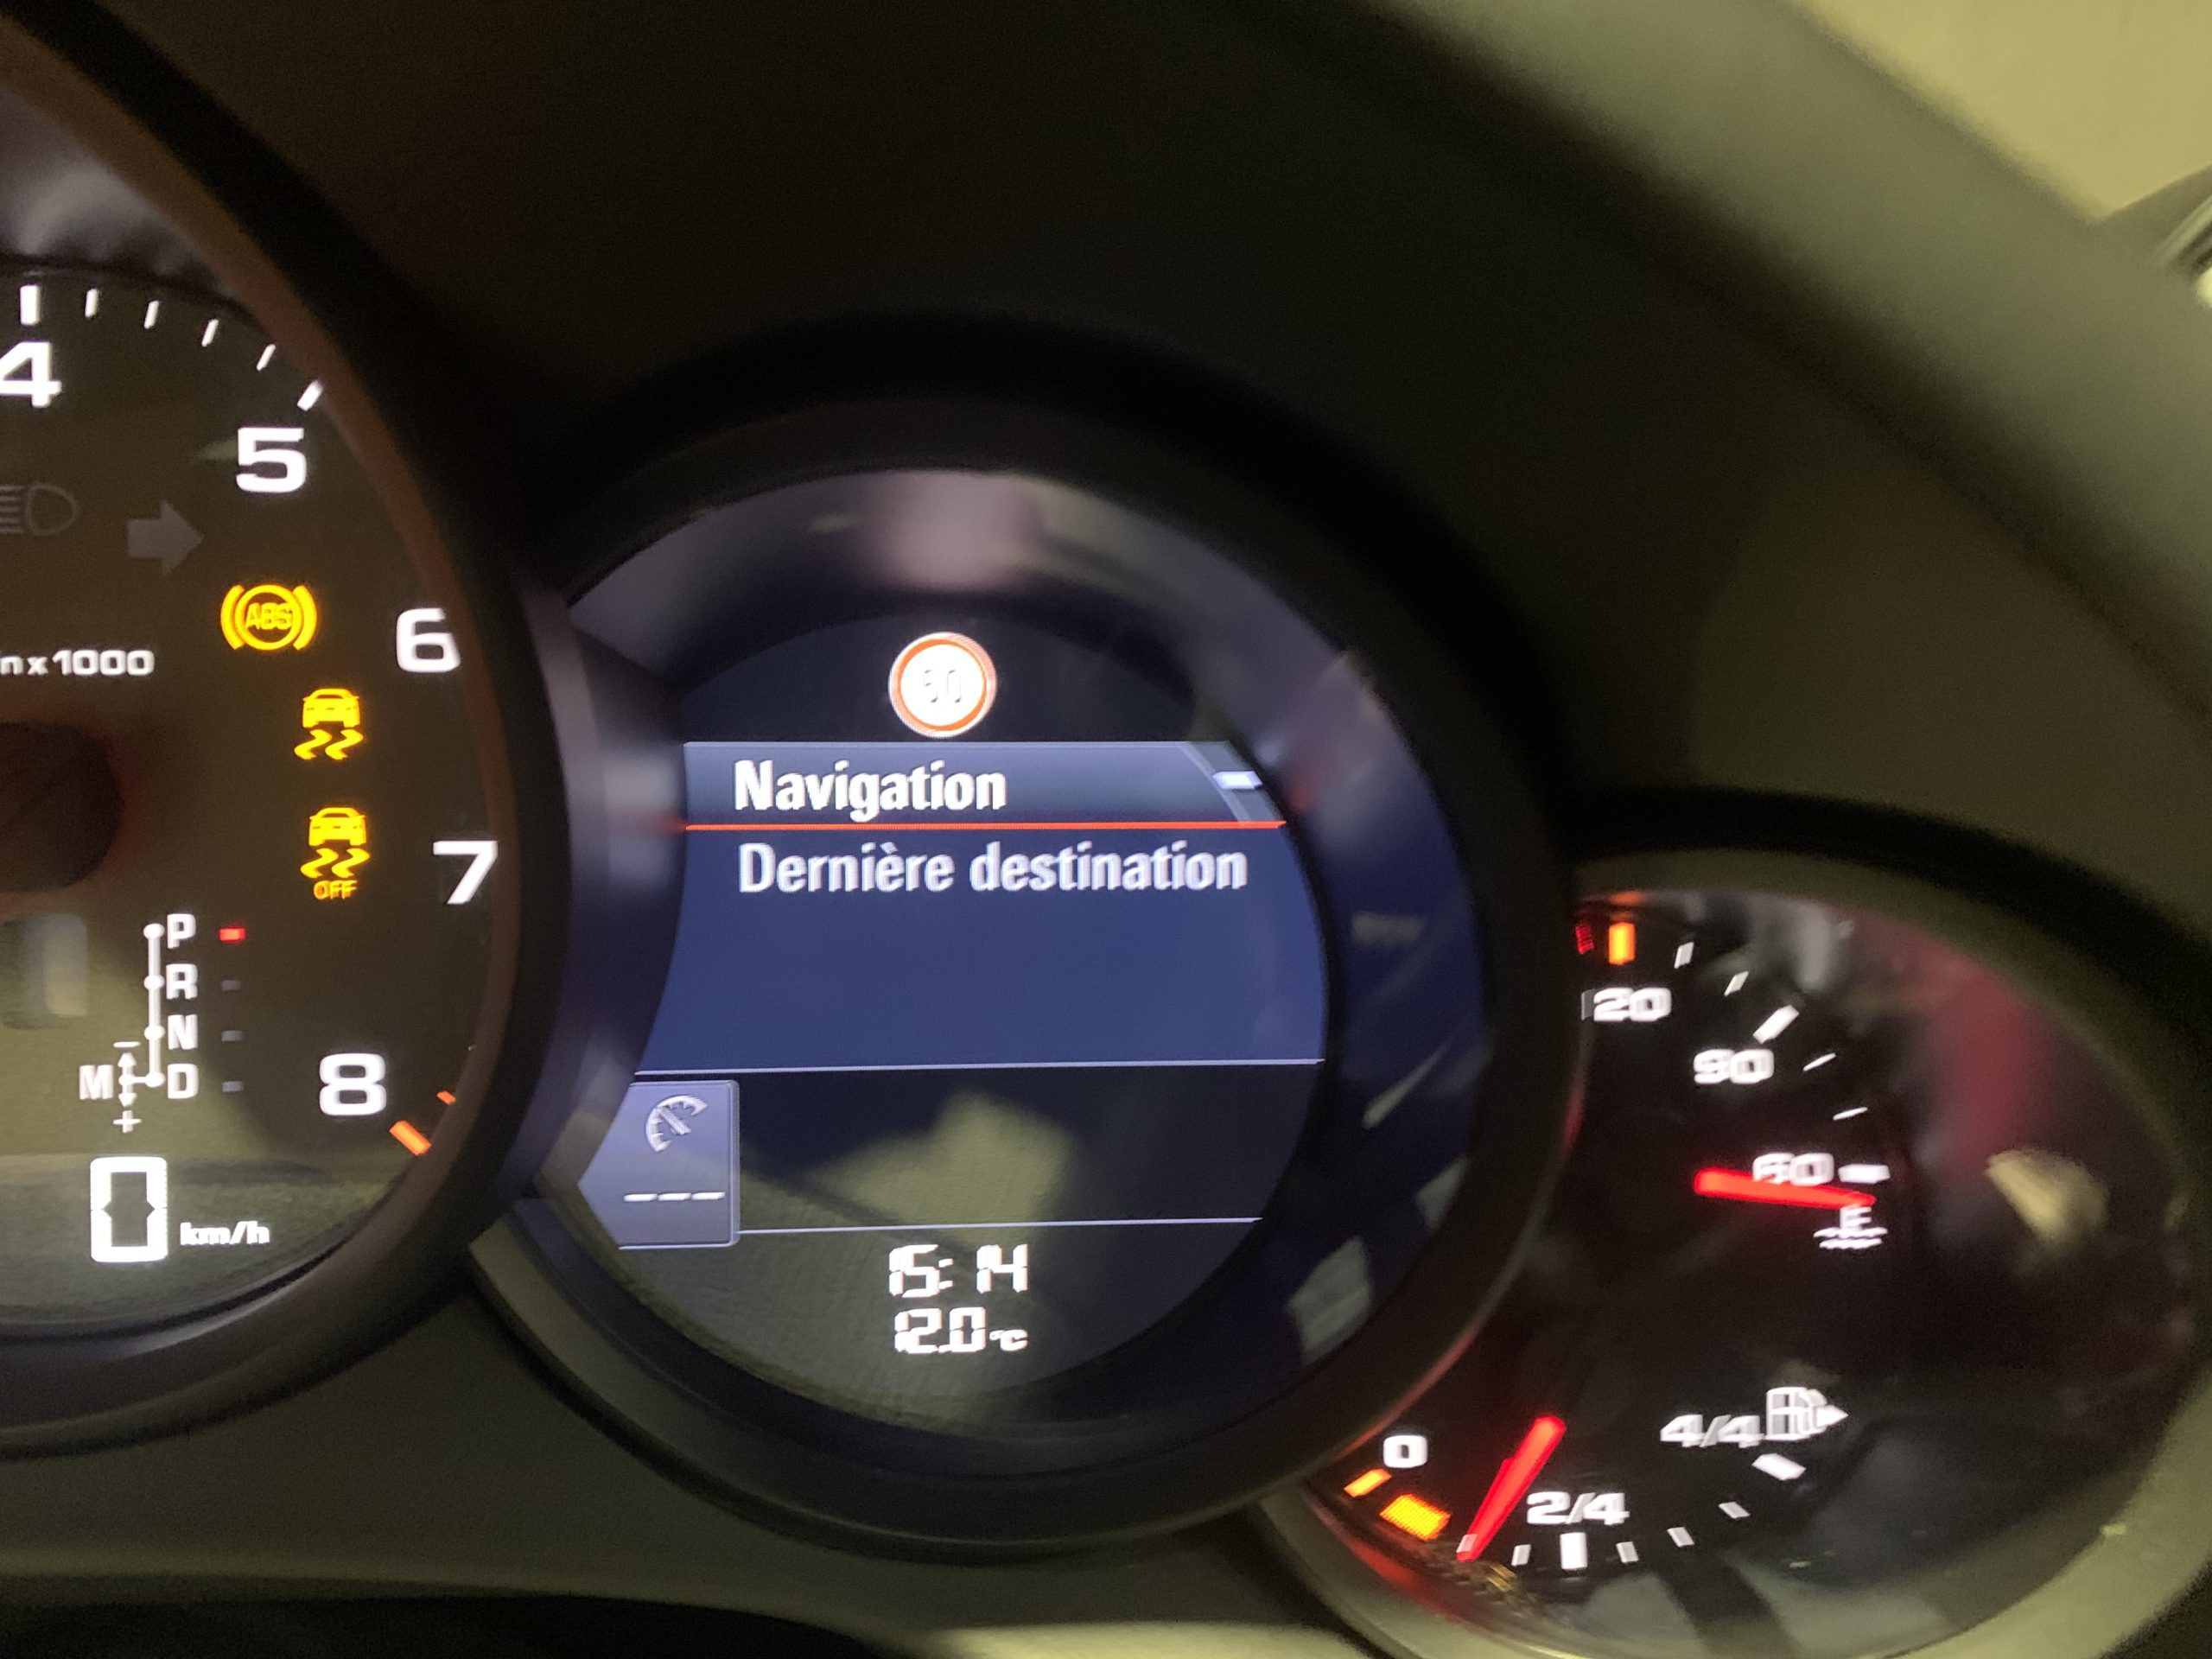 4
5
ABS
6
x1000
7
OFF
P
R
N
M D
+
8
0 km/h
Navigation
Dernière destination
---
15:14
12.0°C
120
90
60
0
2/4
4/4